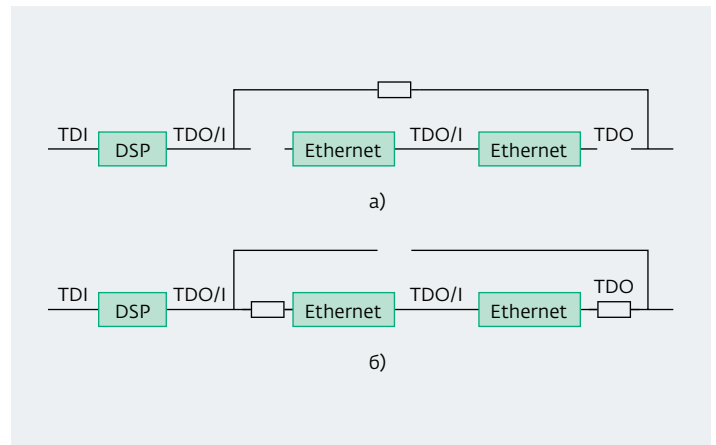 TDI DSP TDO/I Ethernet TDO/I Ethernet TDO
а)
TDI DSP TDO/I Ethernet TDO/I Ethernet TDO
б)